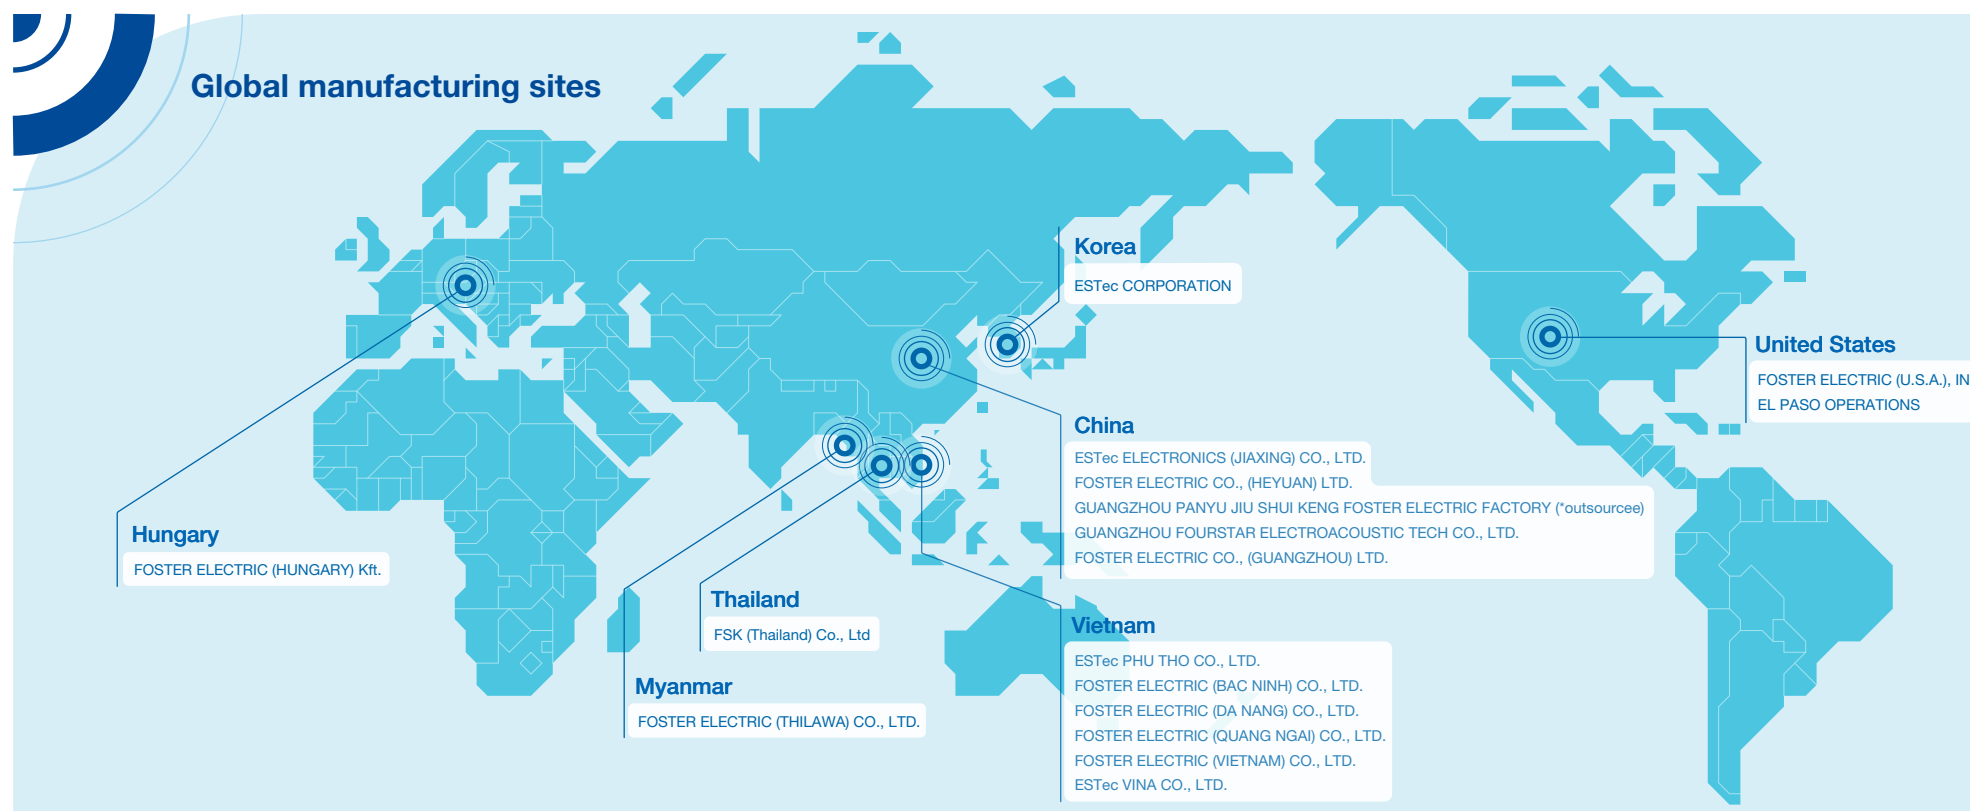 Global manufacturing sites
Korea
ESTec CORPORATION
United States
FOSTER ELECTRIC (U.S.A.), IN
EL PASO OPERATIONS
China
ESTec ELECTRONICS (JIAXING) CO., LTD.
FOSTER ELECTRIC CO., (HEYUAN) LTD.
GUANGZHOU PANYU JIU SHUI KENG FOSTER ELECTRIC FACTORY (*outsourcee)
GUANGZHOU FOURSTAR ELECTROACOUSTIC TECH CO., LTD.
FOSTER ELECTRIC CO., (GUANGZHOU) LTD.
Hungary
FOSTER ELECTRIC (HUNGARY) Kft.
Thailand
FSK (Thailand) Co., Ltd
Myanmar
FOSTER ELECTRIC (THILAWA) CO., LTD.
Vietnam
ESTec PHU THO CO., LTD.
FOSTER ELECTRIC (BAC NINH) CO., LTD.
FOSTER ELECTRIC (DA NANG) CO., LTD.
FOSTER ELECTRIC (QUANG NGAI) CO., LTD.
FOSTER ELECTRIC (VIETNAM) CO., LTD.
ESTec VINA CO., LTD.